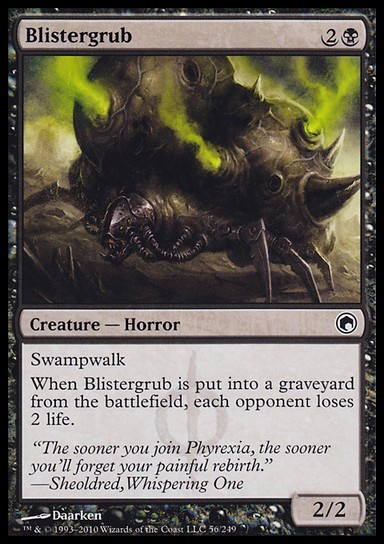 Blistergrub 2
Creature — Horror
Swampwalk
When Blistergrub is put into a graveyard
from the battlefield, each opponent loses
2 life.
“The sooner you join Phyrexia, the sooner
you’ll forget your painful rebirth.”
—Sheoldred, Whispering One
Daarken
™ & © 1993–2010 Wizards of the Coast LLC 56/249
2/2